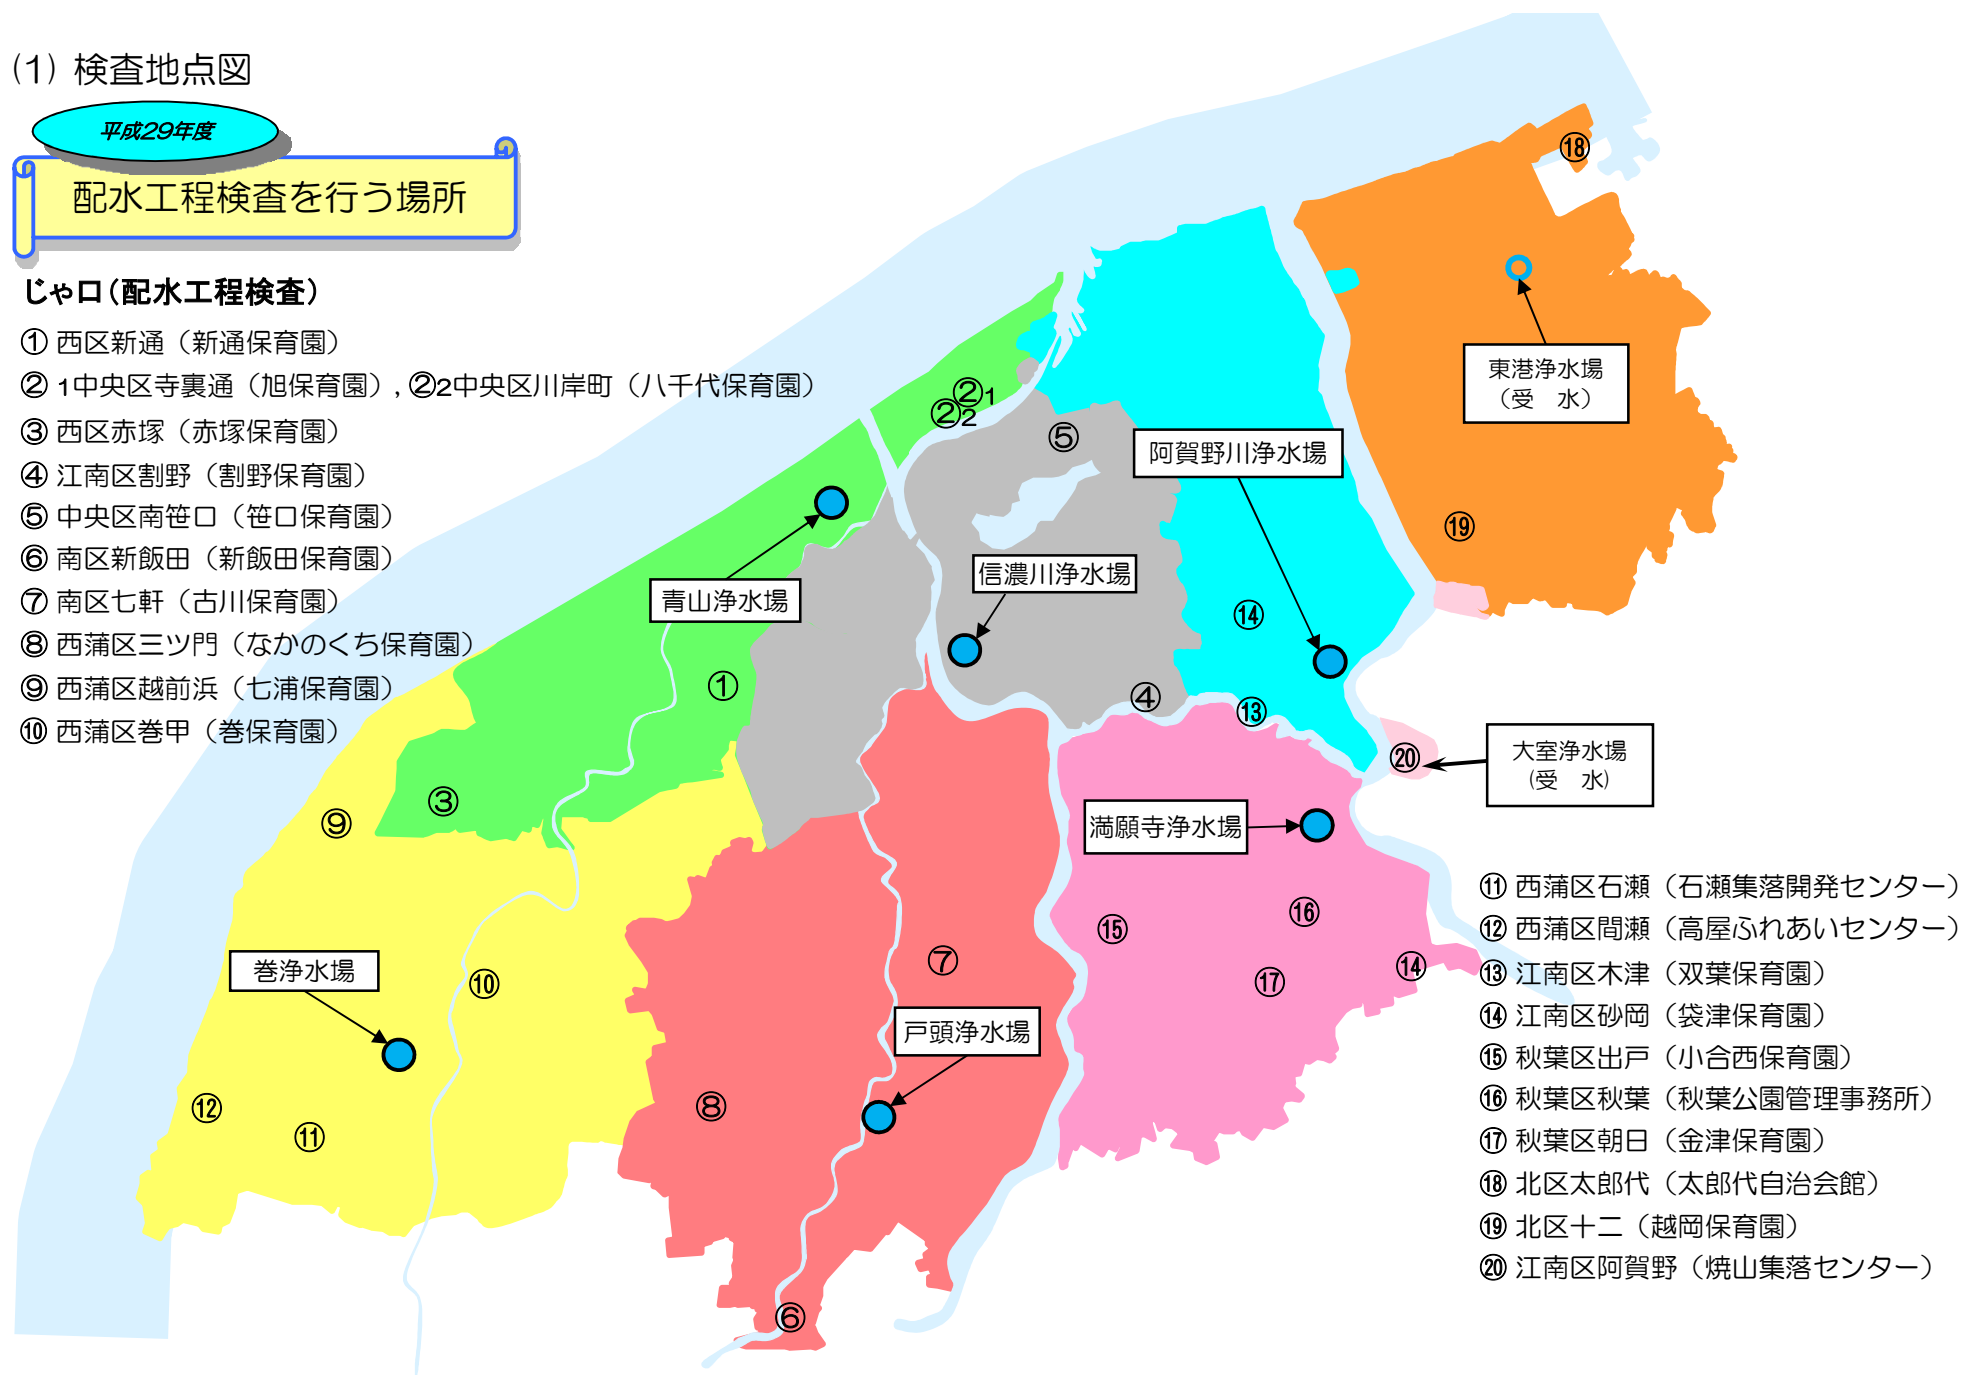 (1) 検査地点図
平成29年度
配水工程検査を行う場所
じゃ口(配水工程検査)
① 西区新通（新通保育園）
② 1中央区寺裏通（旭保育園）, ②2中央区川岸町（八千代保育園）
③ 西区赤塚（赤塚保育園）
④ 江南区割野（割野保育園）
⑤ 中央区南笹口（笹口保育園）
⑥ 南区新飯田（新飯田保育園）
⑦ 南区七軒（古川保育園）
⑧ 西蒲区三ツ門（なかのくち保育園）
⑨ 西蒲区越前浜（七浦保育園）
⑩ 西蒲区巻甲（巻保育園）
⑱
東港浄水場
（受 水）
②1
②2
⑤
阿賀野川浄水場
⑲
信濃川浄水場
青山浄水場
⑭
①
④
⑬
⑳
大室浄水場
(受 水)
③
⑨
満願寺浄水場
⑯
⑮
⑦
⑰
⑭
⑩
巻浄水場
戸頭浄水場
⑧
⑫
⑪
⑥
⑪ 西蒲区石瀬（石瀬集落開発センター）
⑫ 西蒲区間瀬（高屋ふれあいセンター）
⑬ 江南区木津（双葉保育園）
⑭ 江南区砂岡（袋津保育園）
⑮ 秋葉区出戸（小合西保育園）
⑯ 秋葉区秋葉（秋葉公園管理事務所）
⑰ 秋葉区朝日（金津保育園）
⑱ 北区太郎代（太郎代自治会館）
⑲ 北区十二（越岡保育園）
⑳ 江南区阿賀野（焼山集落センター）